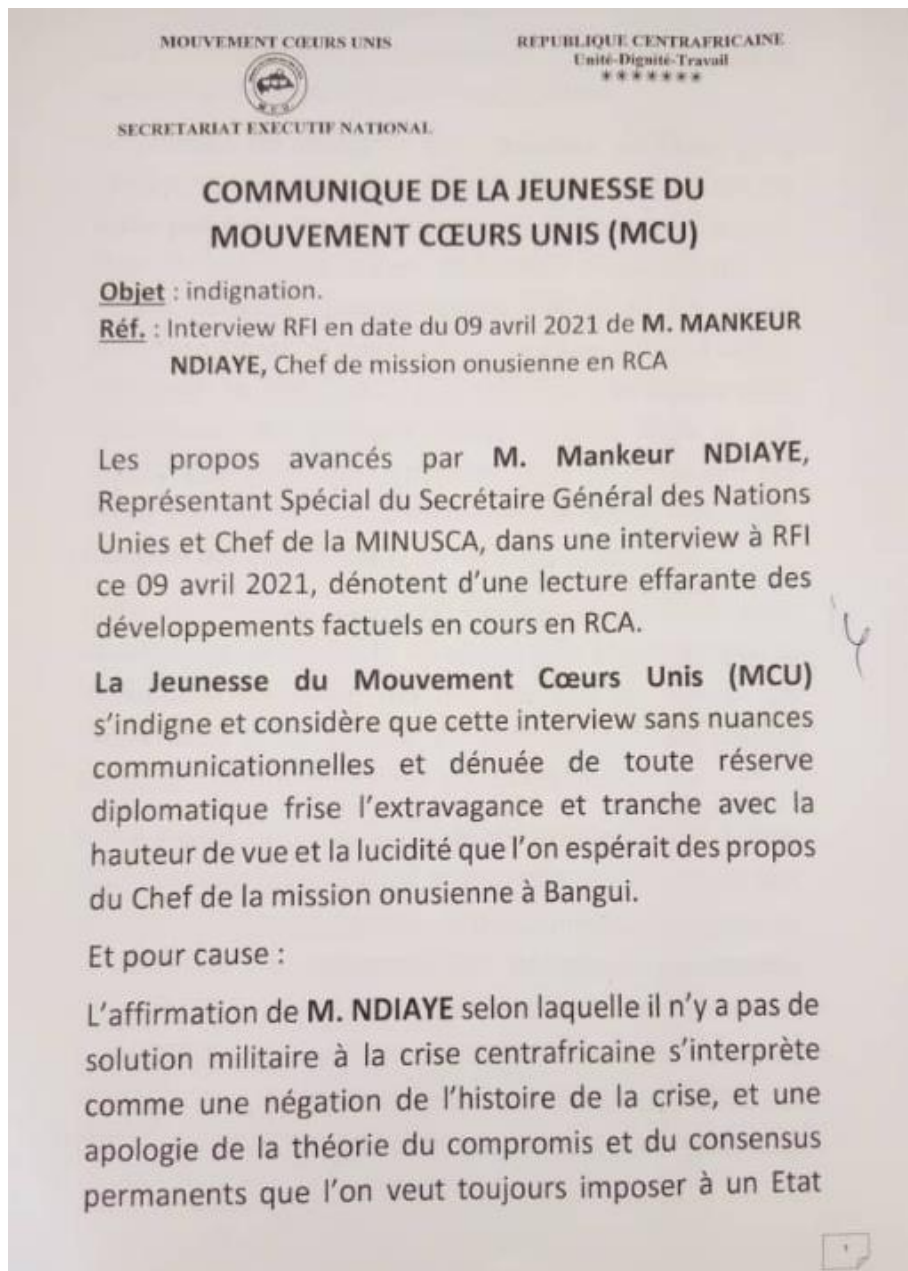 MOUVEMENT CŒURS UNIS
REPUBLIQUE CENTRAFRICAINE
Unité-Dignité-Travail
*******
M C U
SECRETARIAT EXECUTIF NATIONAL
COMMUNIQUE DE LA JEUNESSE DU
MOUVEMENT CŒURS UNIS (MCU)
Objet : indignation.
Réf. : Interview RFI en date du 09 avril 2021 de M. MANKEUR
NDIAYE, Chef de mission onusienne en RCA
Les propos avancés par M. Mankeur NDIAYE,
Représentant Spécial du Secrétaire Général des Nations
Unies et Chef de la MINUSCA, dans une interview à RFI
ce 09 avril 2021, dénotent d’une lecture effarante des
développements factuels en cours en RCA.
La Jeunesse du Mouvement Cœurs Unis (MCU)
s’indigne et considère que cette interview sans nuances
communicationnelles et dénuée de toute réserve
diplomatique frise l’extravagance et tranche avec la
hauteur de vue et la lucidité que l’on espérait des propos
du Chef de la mission onusienne à Bangui.
Et pour cause :
L’affirmation de M. NDIAYE selon laquelle il n’y a pas de
solution militaire à la crise centrafricaine s’interprète
comme une négation de l’histoire de la crise, et une
apologie de la théorie du compromis et du consensus
permanents que l’on veut toujours imposer à un Etat
1